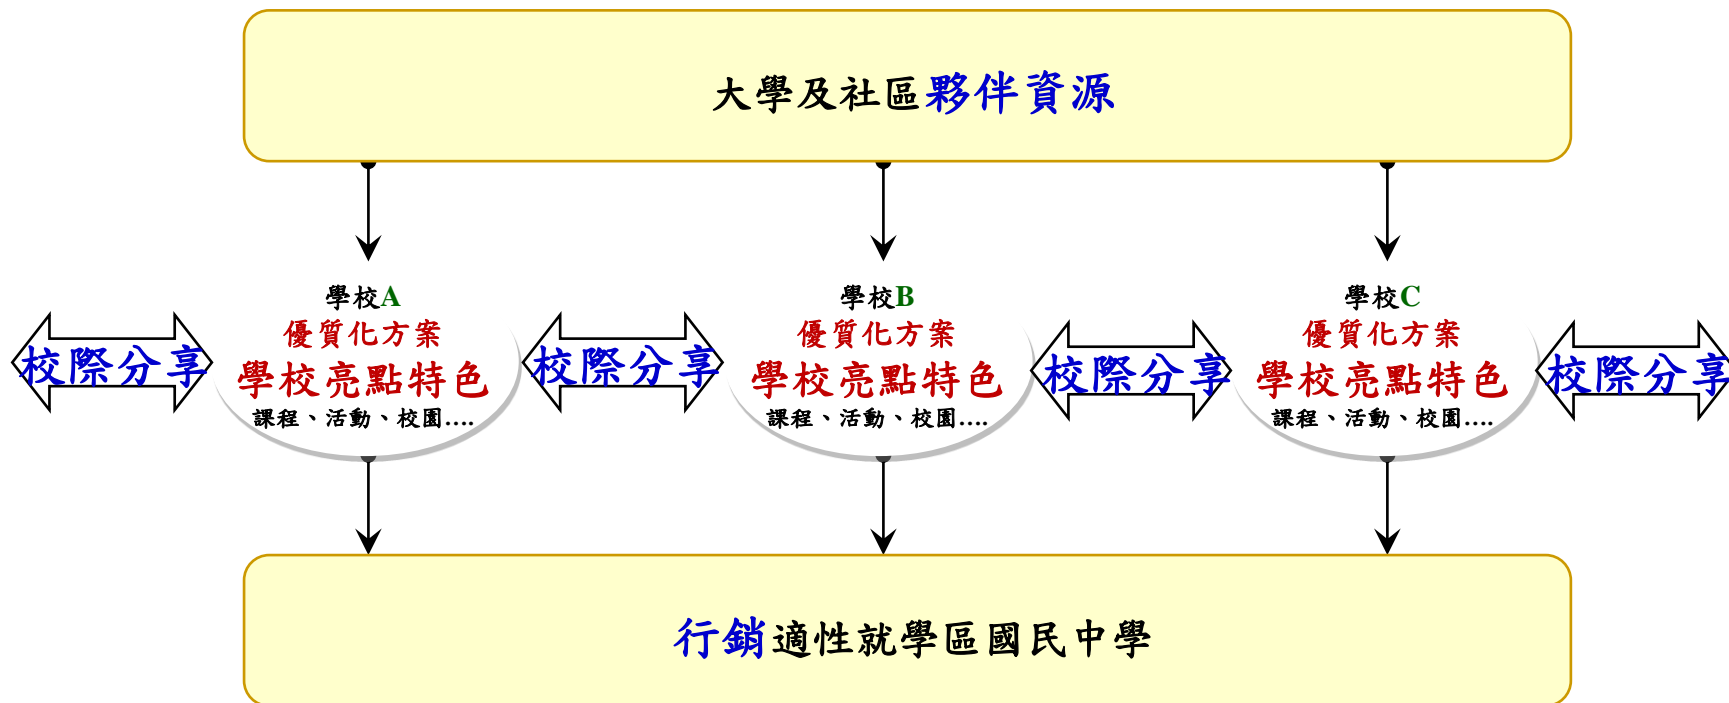 大學及社區夥伴資源
學校A
優質化方案
學校亮點特色
課程、活動、校園....
學校B
優質化方案
學校亮點特色
課程、活動、校園....
學校C
優質化方案
學校亮點特色
課程、活動、校園....
校際分享
校際分享
校際分享
校際分享
行銷適性就學區國民中學